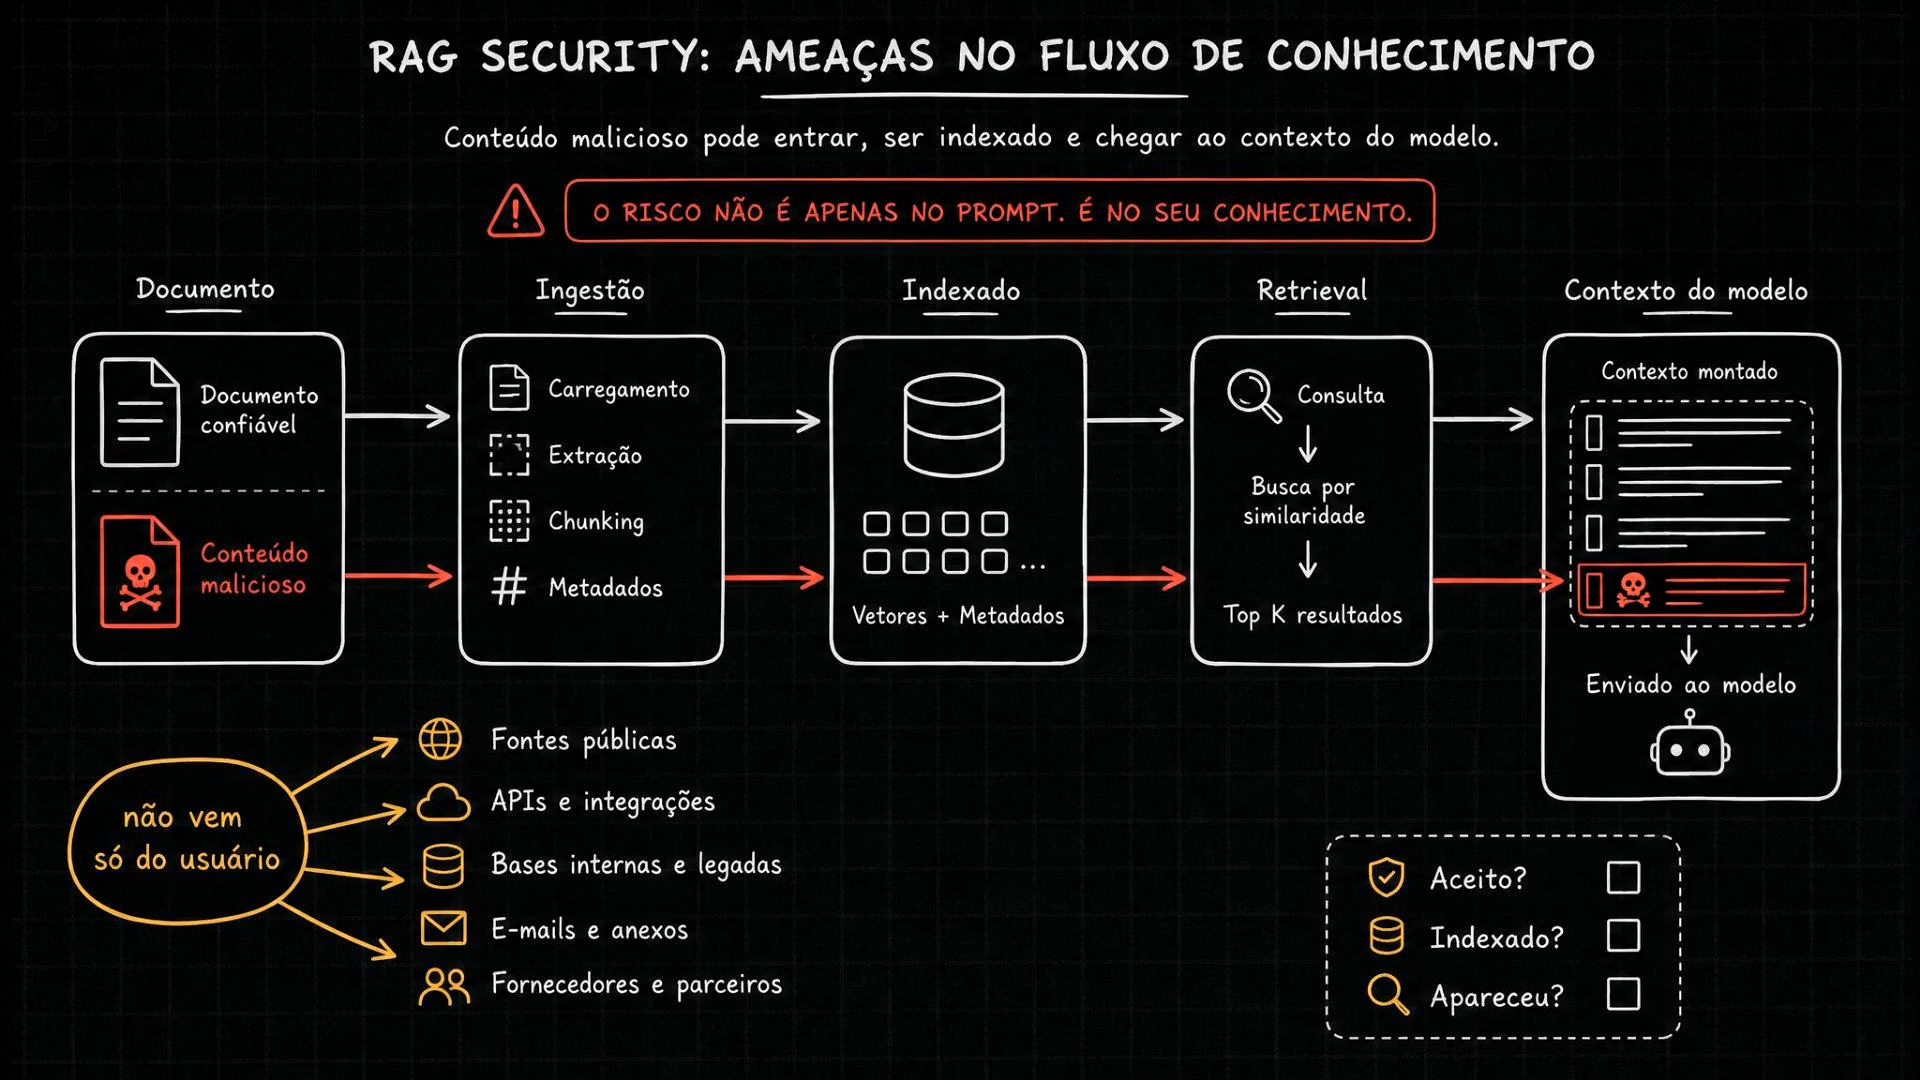 RAG SECURITY: AMEAÇAS NO FLUXO DE CONHECIMENTO
Conteúdo malicioso pode entrar, ser indexado e chegar ao contexto do modelo.
O RISCO NÃO É APENAS NO PROMPT. É NO SEU CONHECIMENTO.
Documento
Documento
confiável
Conteúdo
malicioso
Ingestão
Carregamento
Extração
Chunking
# Metadados
Indexado
...
Vetores + Metadados
Retrieval
Consulta
Busca por
similaridade
Top K resultados
Contexto do modelo
Contexto montado
Enviado ao modelo
não vem
só do usuário
Fontes públicas
APIs e integrações
Bases internas e legadas
E-mails e anexos
Fornecedores e parceiros
Aceito?
Indexado?
Apareceu?